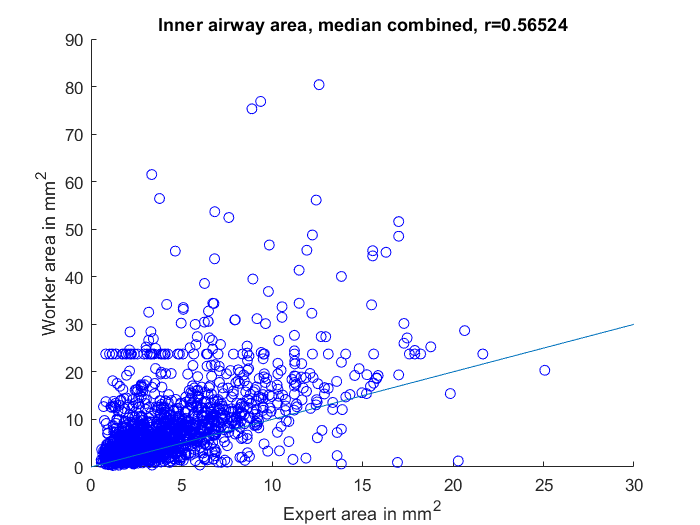 Inner airway area, median combined, r=0.56524
90
80
70
60
50
40
30
20
10
0
Worker area in mm²
0 5 10 15 20 25 30
Expert area in mm²